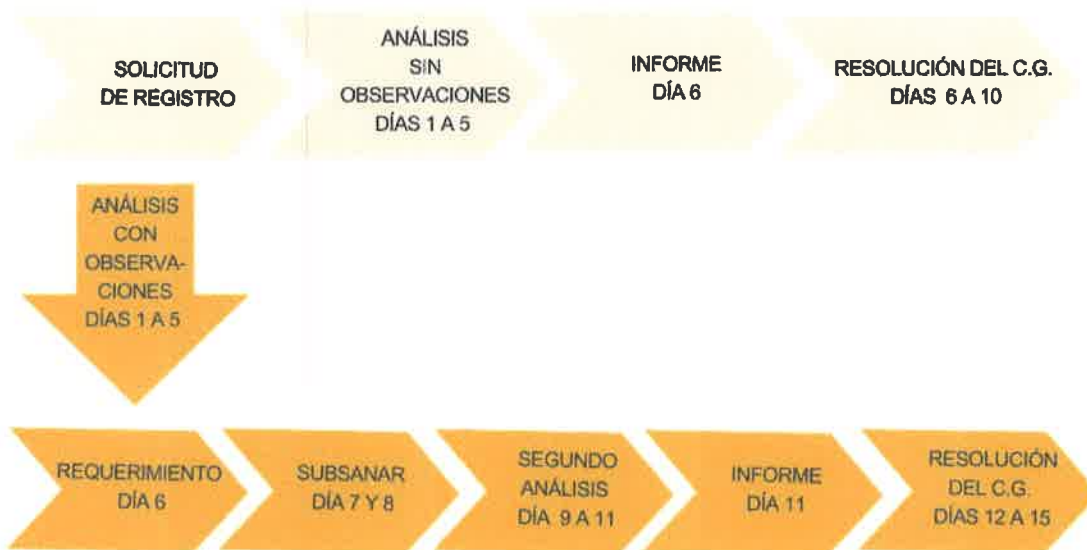 SOLICITUD
DE REGISTRO
ANÁLISIS
SIN
OBSERVACIONES
DÍAS 1 A 5
INFORME
DÍA 6
RESOLUCIÓN DEL C.G.
DÍAS 6 A 10
ANÁLISIS
CON
OBSERVA-
CIONES
DÍAS 1 A 5
REQUERIMIENTO
DÍA 6
SUBSANAR
DÍA 7 Y 8
SEGUNDO
ANÁLISIS
DÍA 9 A 11
INFORME
DÍA 11
RESOLUCIÓN
DEL C.G.
DÍAS 12 A 15